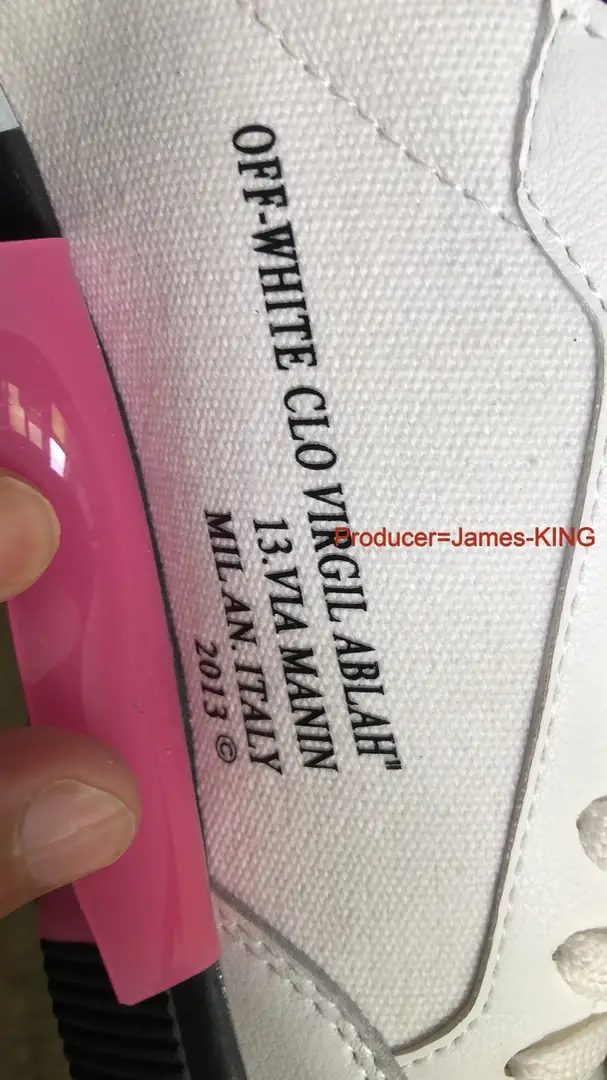 OFF-WHITE CLO VIRGIL ABLAH"
13.VIA MANIN
MILAN. ITALY
2013 ©
Producer=James-KING